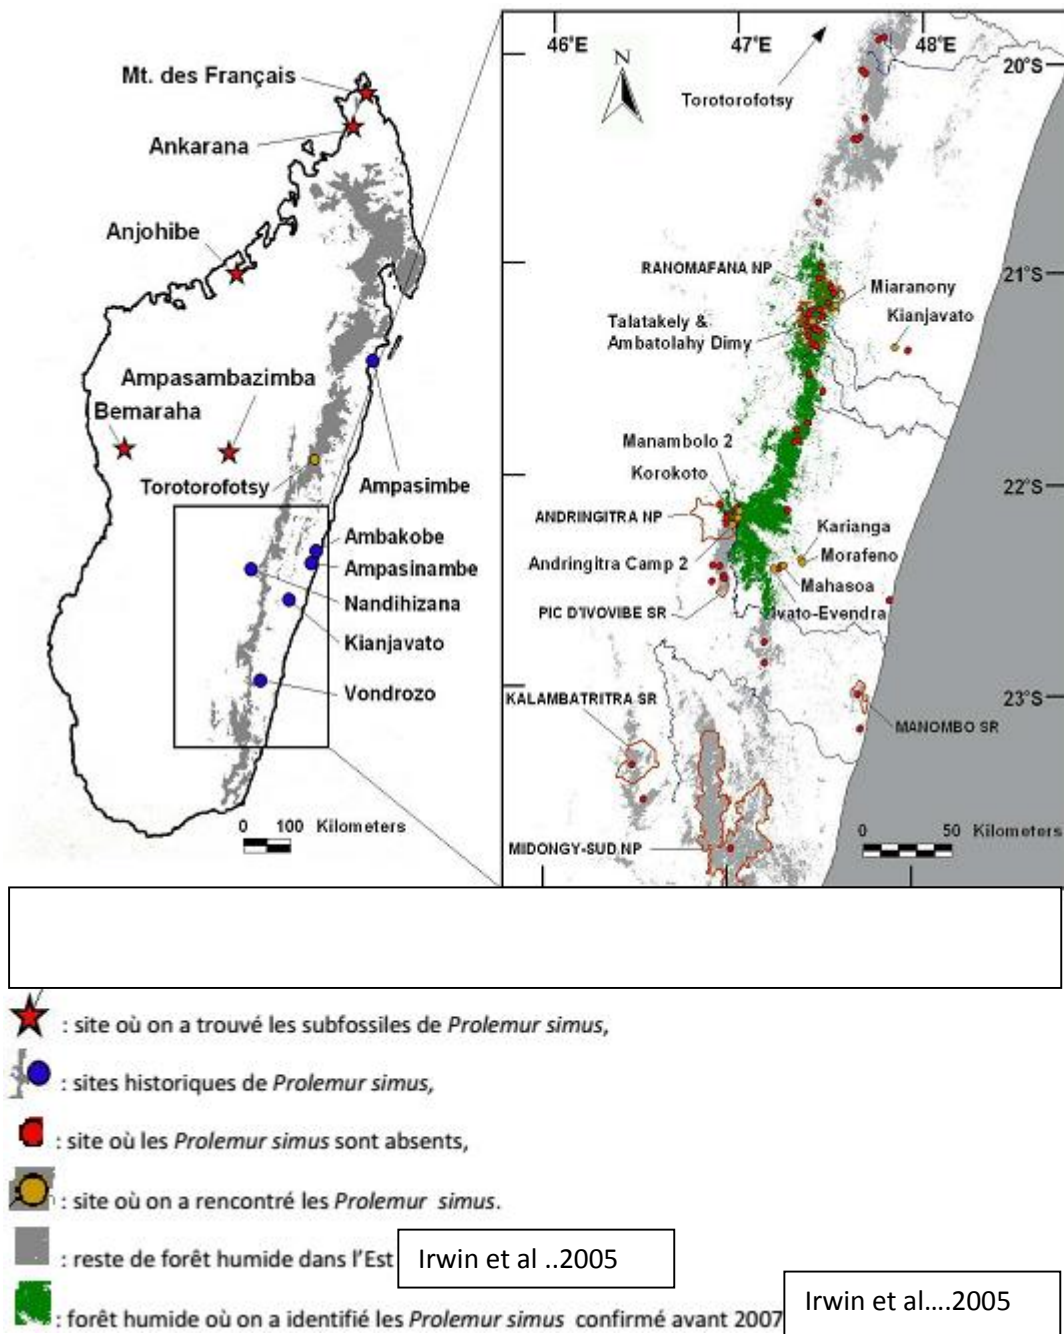 Mt. des Français
Ankarana
Anjohibe
Ampasambazimba
Bemaraha
Torotorofotsy
Ampasimbe
Ambakobe
Ampasinambe
Nandihizana
Kianjavato
Vondrozo
0 100 Kilometers
46°E 47°E 48°E
N
20°S
Torotorofotsy
RANOMAFANA NP
21°S
Miaranony
Kianjavato
Talatakely &
Ambatolahy Dimy
Manambolo 2
Korokoto
22°S
ANDRINGITRA NP
Karianga
Andringitra Camp 2
Morafeno
Mahasoa
PIC D'IVOVIBE SR
Ivato-Evendra
KALAMBATRITRA SR
23°S
MANOMBO SR
0 50 Kilometers
MIDONGY-SUD NP
: site où on a trouvé les subfossiles de Prolemur simus,
: sites historiques de Prolemur simus,
: site où les Prolemur simus sont absents,
: site où on a rencontré les Prolemur simus.
: reste de forêt humide dans l'Est
Irwin et al ..2005
: forêt humide où on a identifié les Prolemur simus confirmé avant 2007
Irwin et al....2005